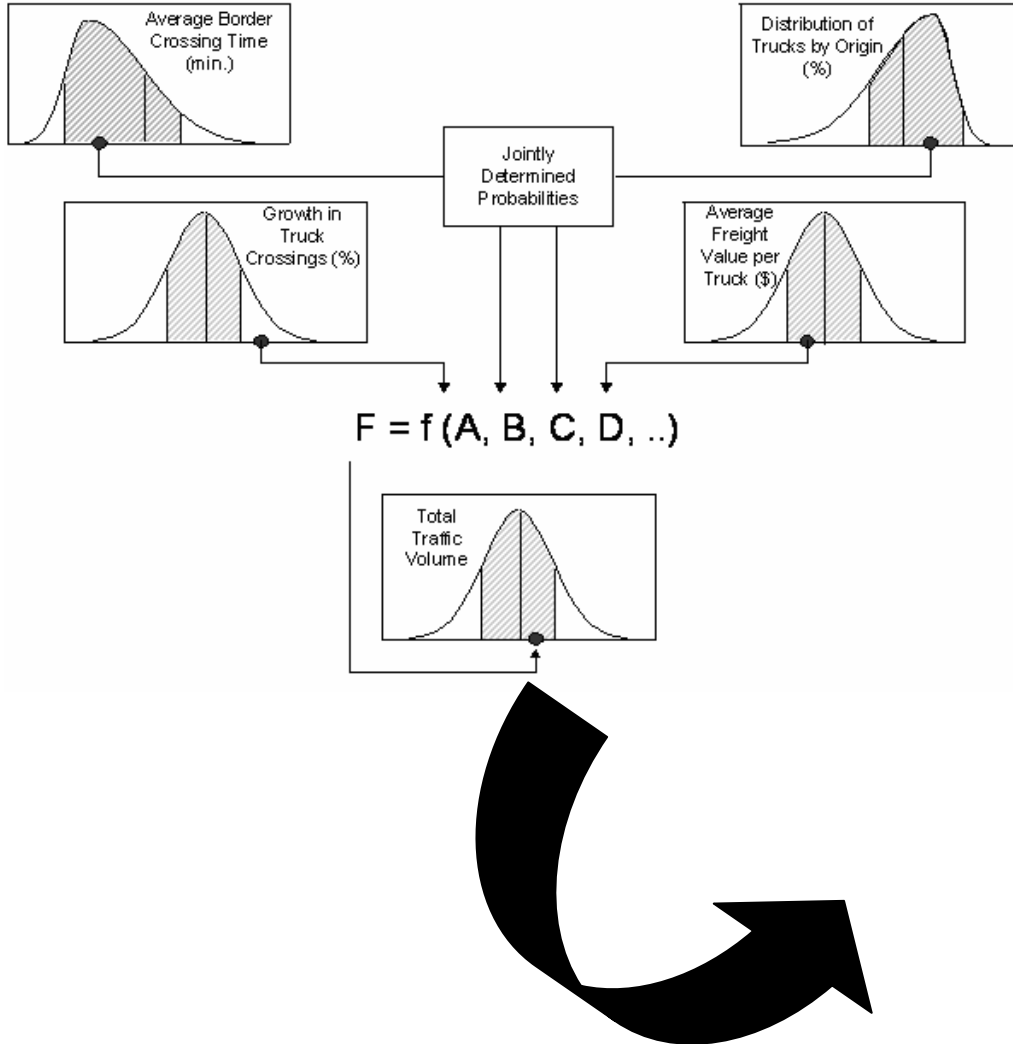 Average Border
Crossing Time
(min.)
Distribution of
Trucks by Origin
(%)
Jointly
Determined
Probabilities
Growth in
Truck
Crossings (%)
Average
Freight
Value per
Truck ($)
F = f (A, B, C, D, ..)
Total
Traffic
Volume